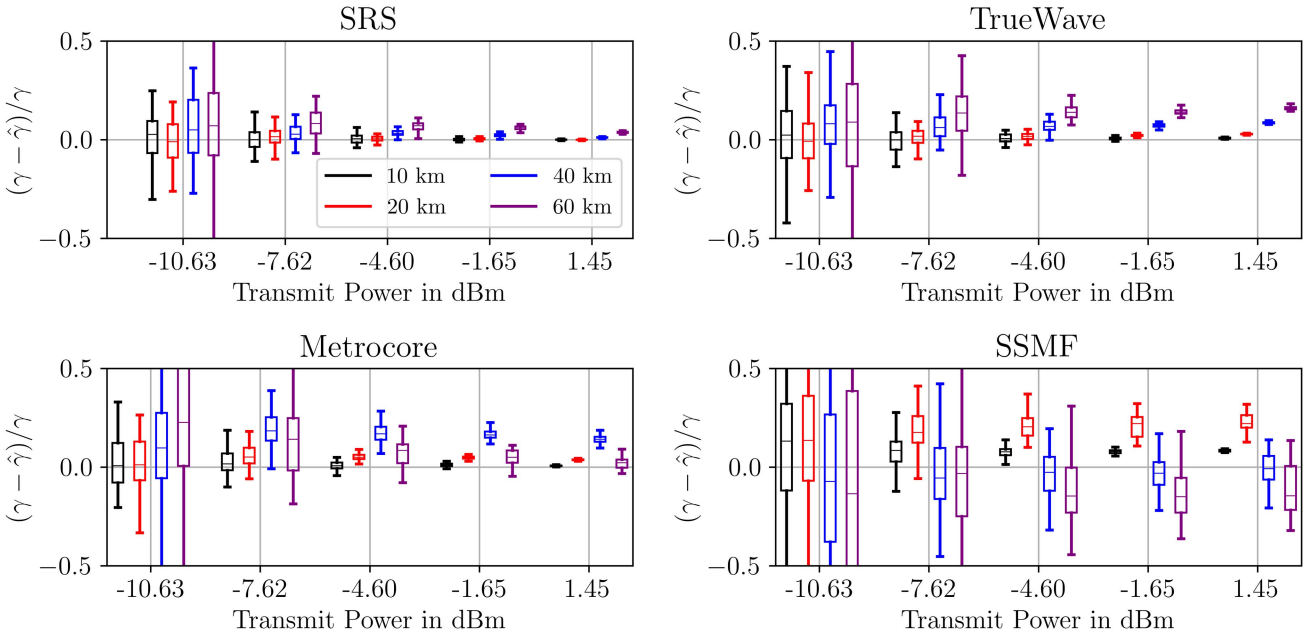 SRS
0.5
0.0
−0.5
(γ − γ̂)/γ
10 km
20 km
40 km
60 km
-10.63 -7.62 -4.60 -1.65 1.45
Transmit Power in dBm
TrueWave
0.5
0.0
−0.5
(γ − γ̂)/γ
-10.63 -7.62 -4.60 -1.65 1.45
Transmit Power in dBm
Metrocore
0.5
0.0
−0.5
(γ − γ̂)/γ
-10.63 -7.62 -4.60 -1.65 1.45
Transmit Power in dBm
SSMF
0.5
0.0
−0.5
(γ − γ̂)/γ
-10.63 -7.62 -4.60 -1.65 1.45
Transmit Power in dBm